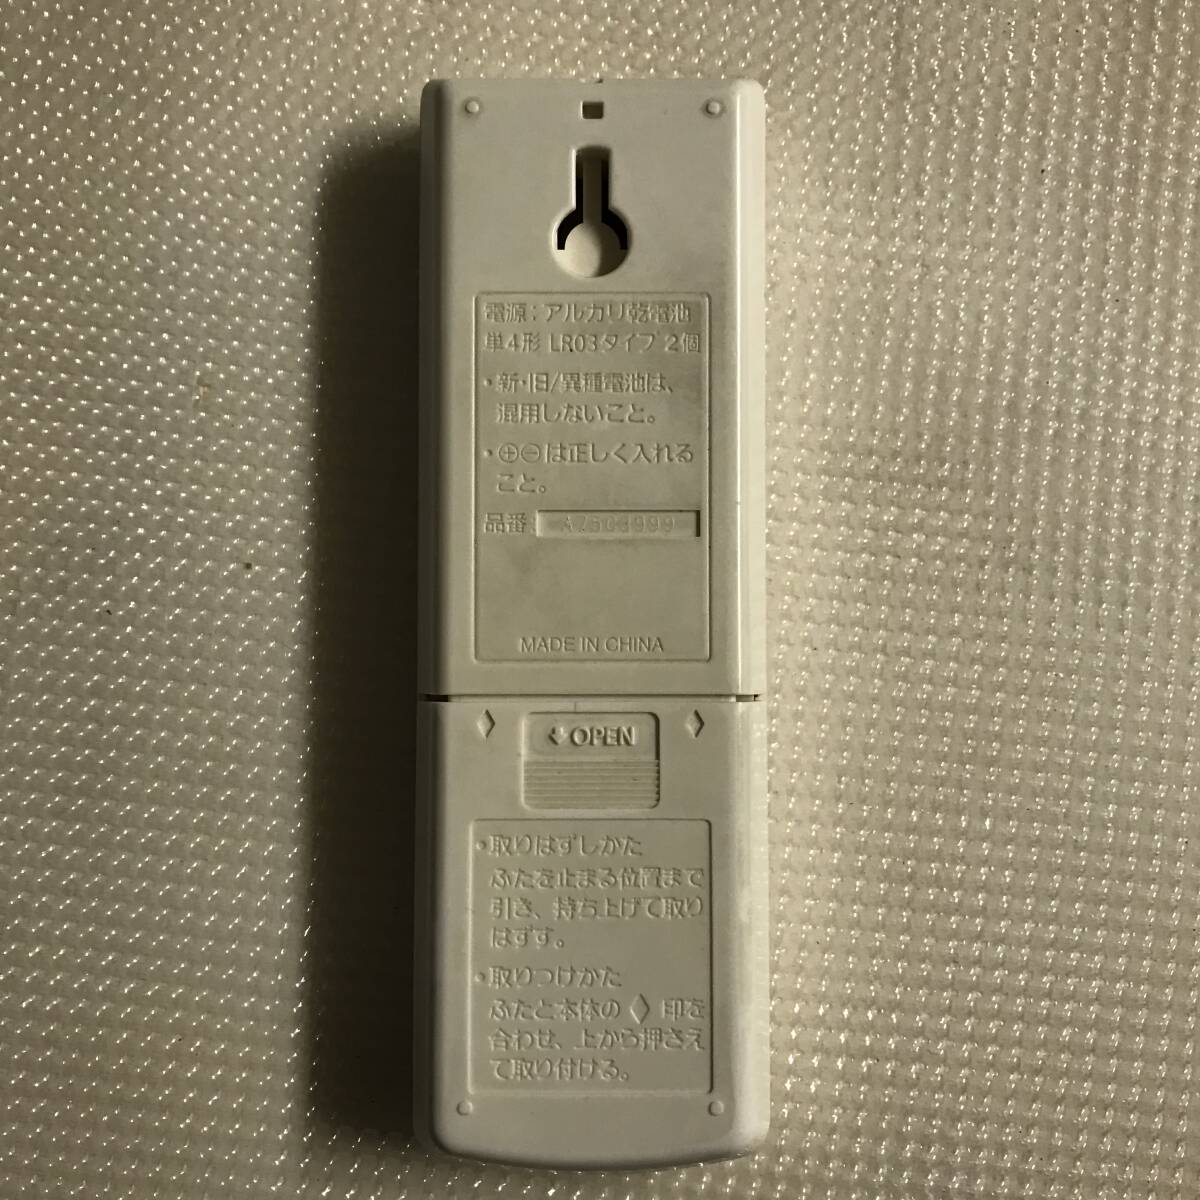 電源：アルカリ乾電池
単4形 LR03タイプ 2個
・新・旧/異種電池は、
混用しないこと。
・⊕⊖は正しく入れる
こと。
品番 A75C3999
MADE IN CHINA
OPEN
・取りはずしかた
ふたを止まる位置まで
引き、持ち上げて取り
はずす。
・取りつけかた
ふたと本体の ◇ 印を
合わせ、上から押さえ
て取り付ける。